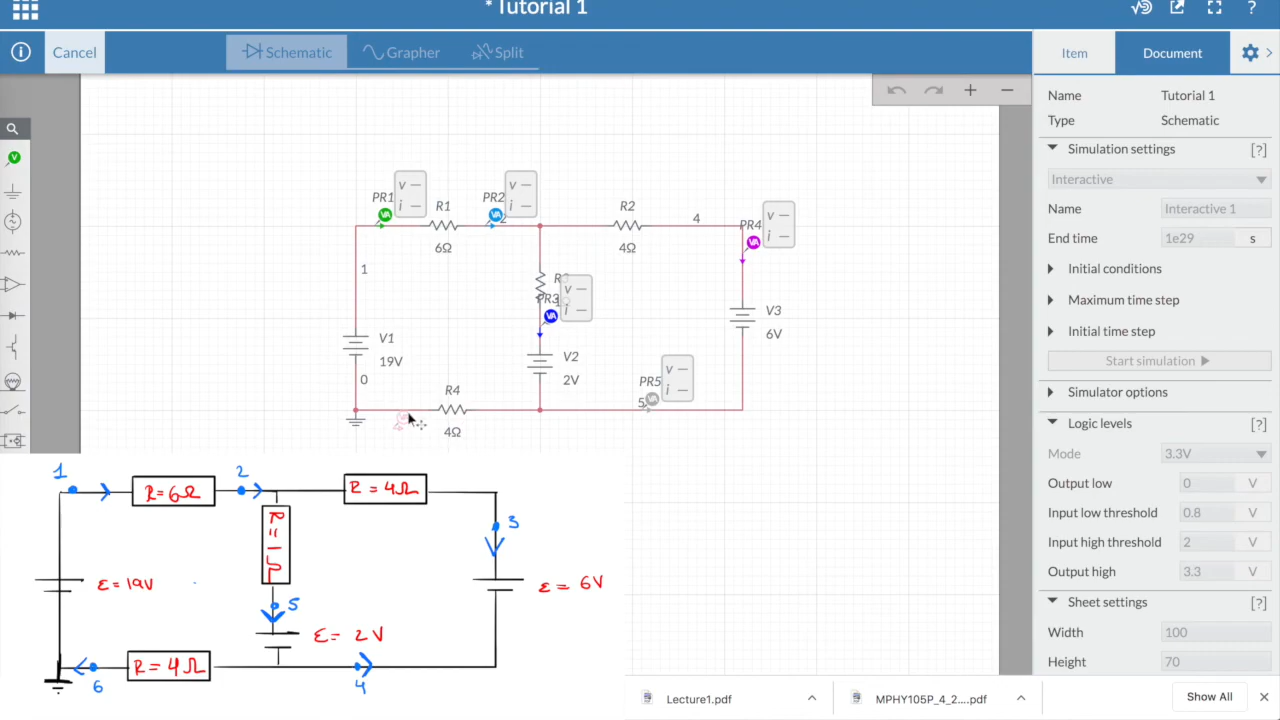 * Tutorial 1
Cancel
Schematic
Grapher
Split
Item
Document
Name Tutorial 1
Type Schematic
Simulation settings [?]
Interactive
Name Interactive 1
End time 1e29 s
Initial conditions
Maximum time step
Initial time step
Start simulation
Simulator options
Logic levels [?]
Mode 3.3V
Output low 0 V
Input low threshold 0.8 V
Input high threshold 2 V
Output high 3.3 V
Sheet settings [?]
Width 100
Height 70
PR1 v — i —
R1
6Ω
PR2 v — i —
2
R2
4Ω
4
PR4 v — i —
1
PR3 v — i —
V1
19V
0
V2
2V
V3
6V
R4
4Ω
PR5 v — i —
5
1
R=6Ω
2
R=4Ω
R=1Ω
3
ε=19V
5
ε=2V
ε=6V
R=4Ω
6
4
Lecture1.pdf
MPHY105P_4_2....pdf
Show All